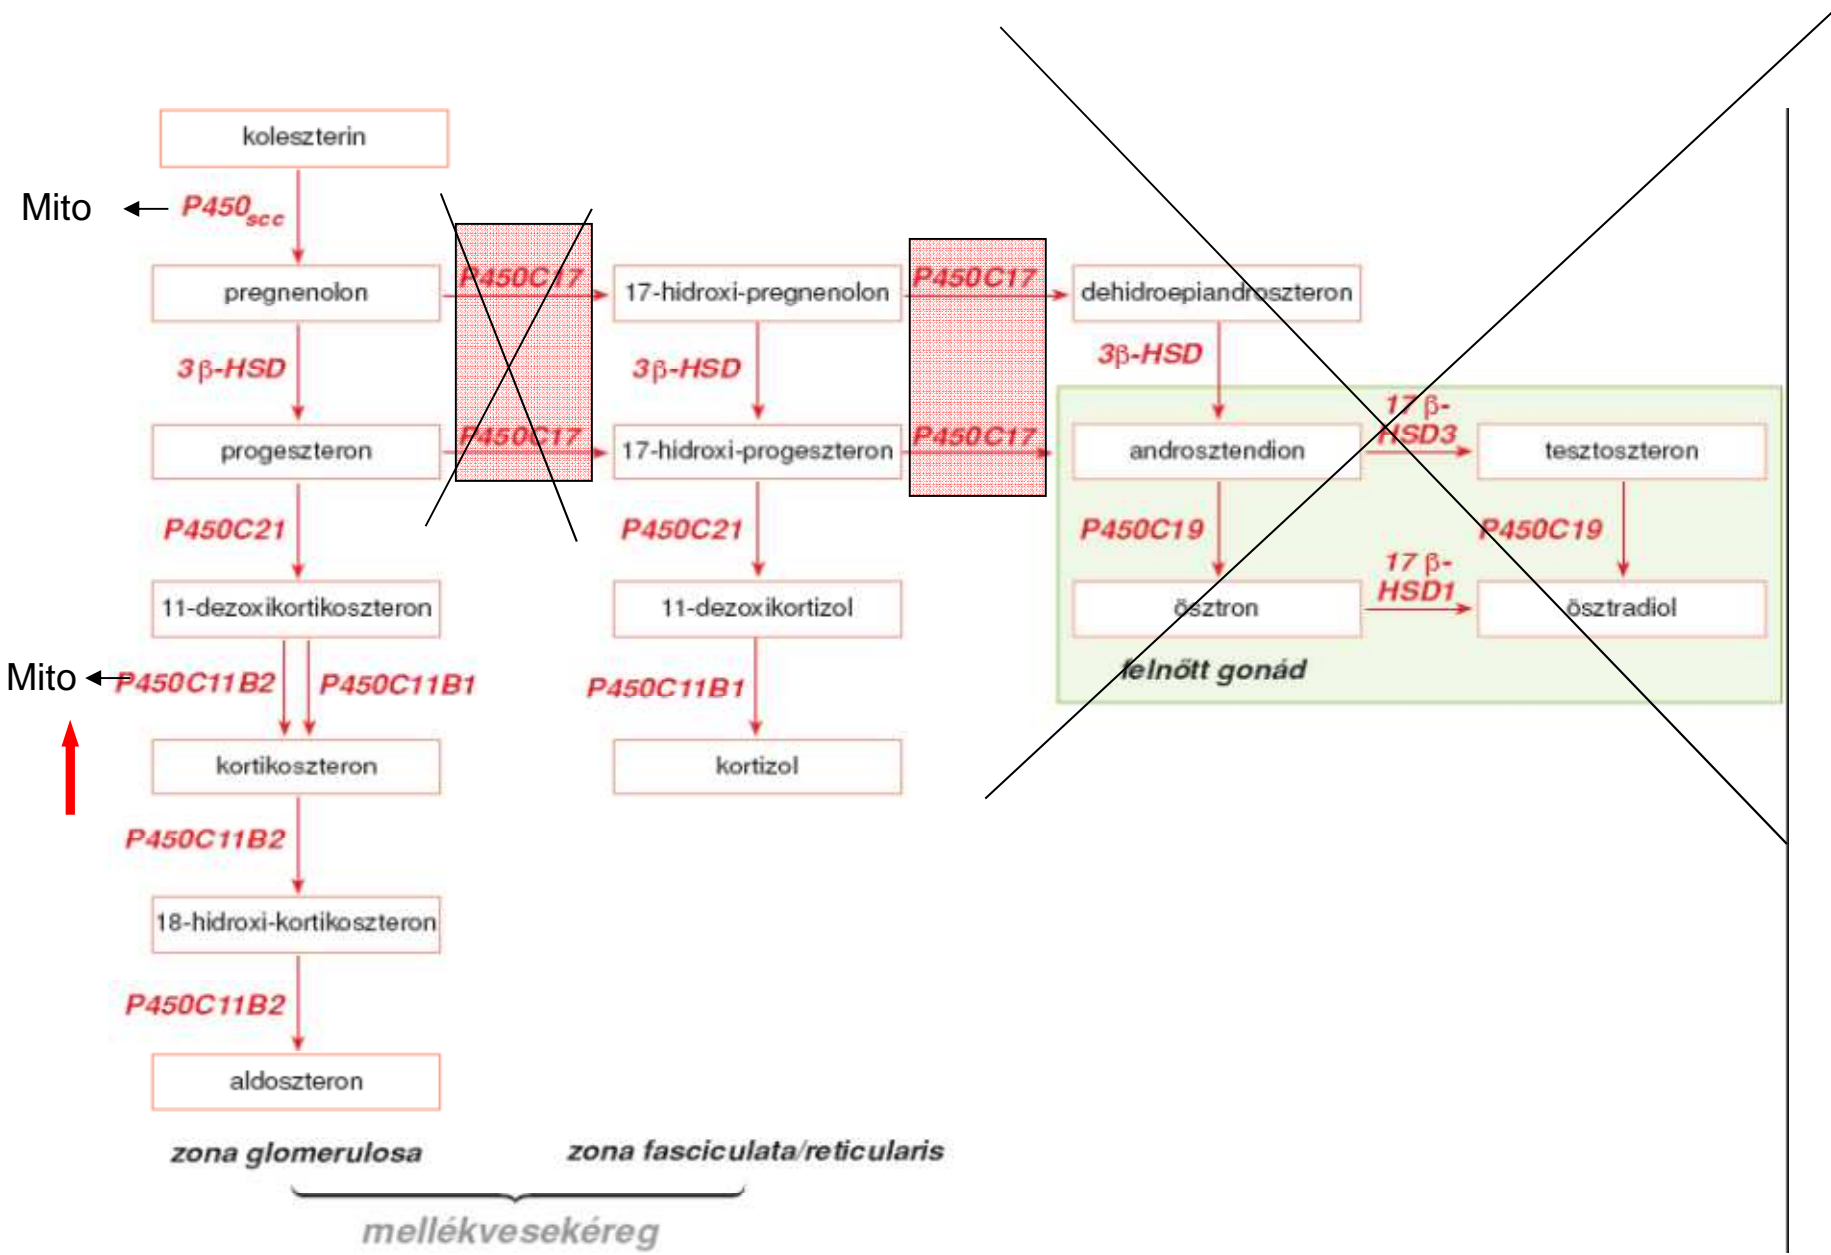 koleszterin
Mito
P450scc
P450C17
P450C17
pregnenolon
17-hidroxi-pregnenolon
dehidroepiandroszteron
3β-HSD
3β-HSD
3β-HSD
17 β-
HSD3
P450C17
P450C17
progeszteron
17-hidroxi-progeszteron
androsztendion
tesztoszteron
P450C21
P450C21
P450C19
P450C19
17 β-
HSD1
11-dezoxikortikoszteron
11-dezoxikortizol
ösztron
ösztradiol
felnőtt gonád
Mito
P450C11B2
P450C11B1
P450C11B1
kortikoszteron
kortizol
P450C11B2
18-hidroxi-kortikoszteron
P450C11B2
aldoszteron
zona glomerulosa
zona fasciculata/reticularis
mellékvesekéreg